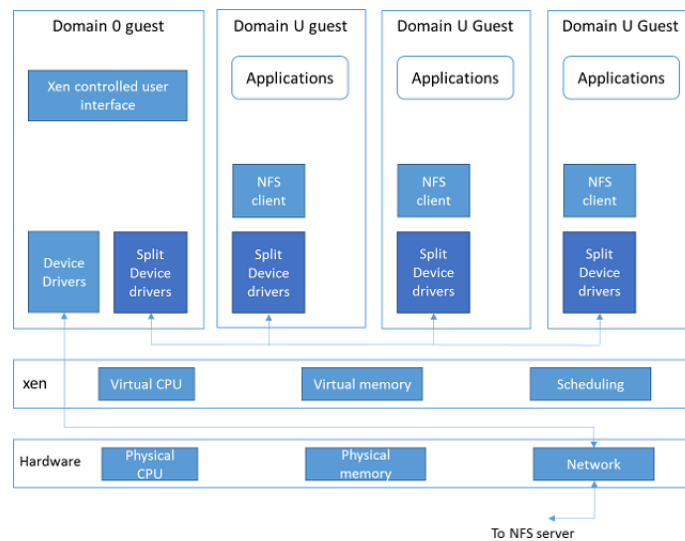 Domain 0 guest
Domain U guest
Domain U Guest
Domain U Guest
Xen controlled user
interface
Applications
Applications
Applications
NFS
client
NFS
client
NFS
client
Device
Drivers
Split
Device
drivers
Split
Device
drivers
Split
Device
drivers
Split
Device
drivers
xen
Virtual CPU
Virtual memory
Scheduling
Hardware
Physical
CPU
Physical
memory
Network
To NFS server